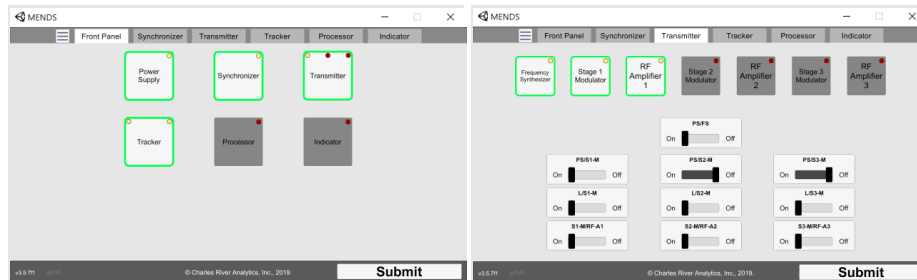 MENDS
Front Panel Synchronizer Transmitter Tracker Processor Indicator
Power
Supply
Synchronizer
Transmitter
Tracker
Processor
Indicator
v3.5.7f1
© Charles River Analytics, Inc., 2019.
Submit
MENDS
Front Panel Synchronizer Transmitter Tracker Processor Indicator
Frequency
Synthesizer
Stage 1
Modulator
RF
Amplifier
1
Stage 2
Modulator
RF
Amplifier
2
Stage 3
Modulator
RF
Amplifier
3
PS/FS
On Off
PS/S1-M PS/S2-M PS/S3-M
On Off On Off On Off
L/S1-M L/S2-M L/S3-M
On Off On Off On Off
S1-M/RF-A1 S2-M/RF-A2 S3-M/RF-A3
On Off On Off On Off
v3.5.7f1
© Charles River Analytics, Inc., 2019.
Submit